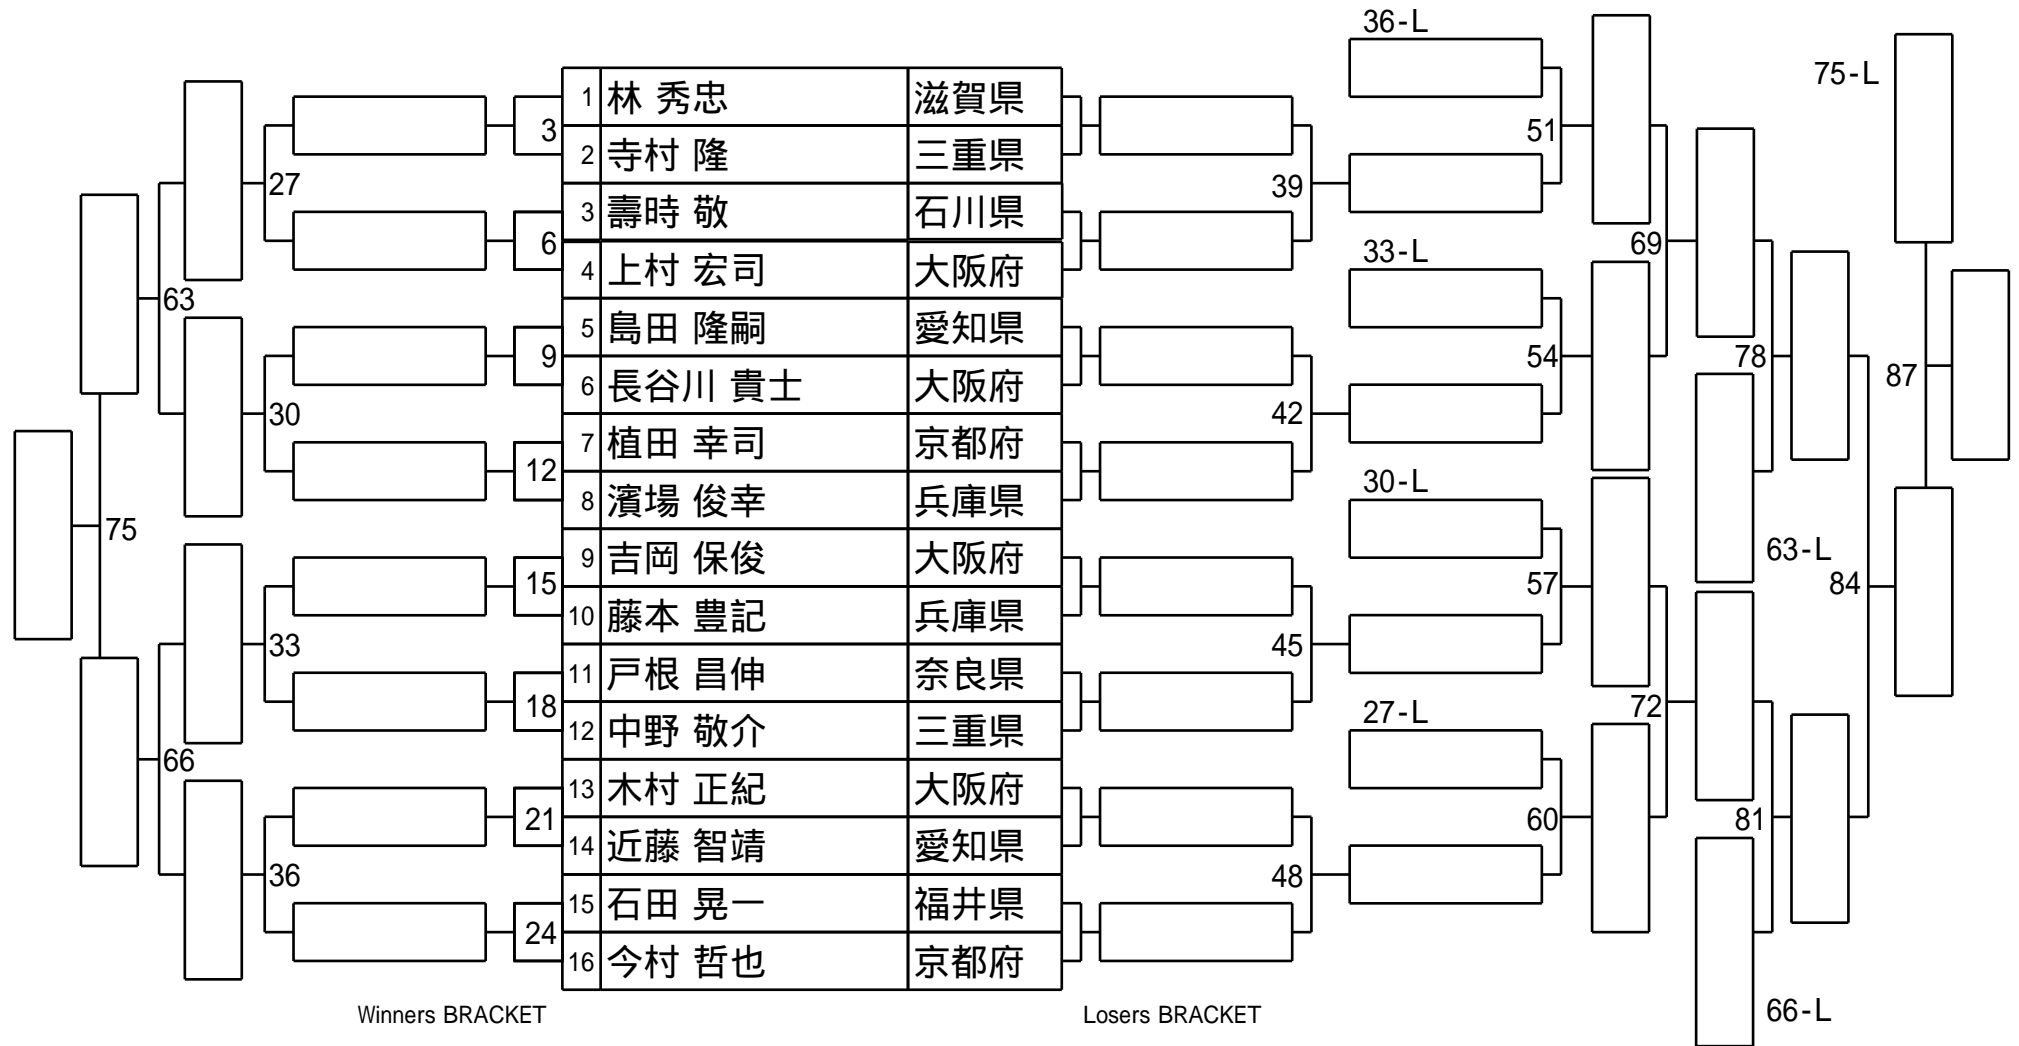 36-L
75-L
1 林 秀忠 滋賀県
3
51
2 寺村 隆 三重県
27
39
3 壽時 敬 石川県
6
69
33-L
4 上村 宏司 大阪府
63
5 島田 隆嗣 愛知県
9
54
78
87
6 長谷川 貴士 大阪府
30
42
7 植田 幸司 京都府
12
30-L
8 濱場 俊幸 兵庫県
75
63-L
9 吉岡 保俊 大阪府
15
57
84
10 藤本 豊記 兵庫県
33
45
11 戸根 昌伸 奈良県
18
72
27-L
12 中野 敬介 三重県
66
13 木村 正紀 大阪府
21
60
81
14 近藤 智靖 愛知県
36
48
15 石田 晃一 福井県
24
16 今村 哲也 京都府
66-L
Winners BRACKET
Losers BRACKET